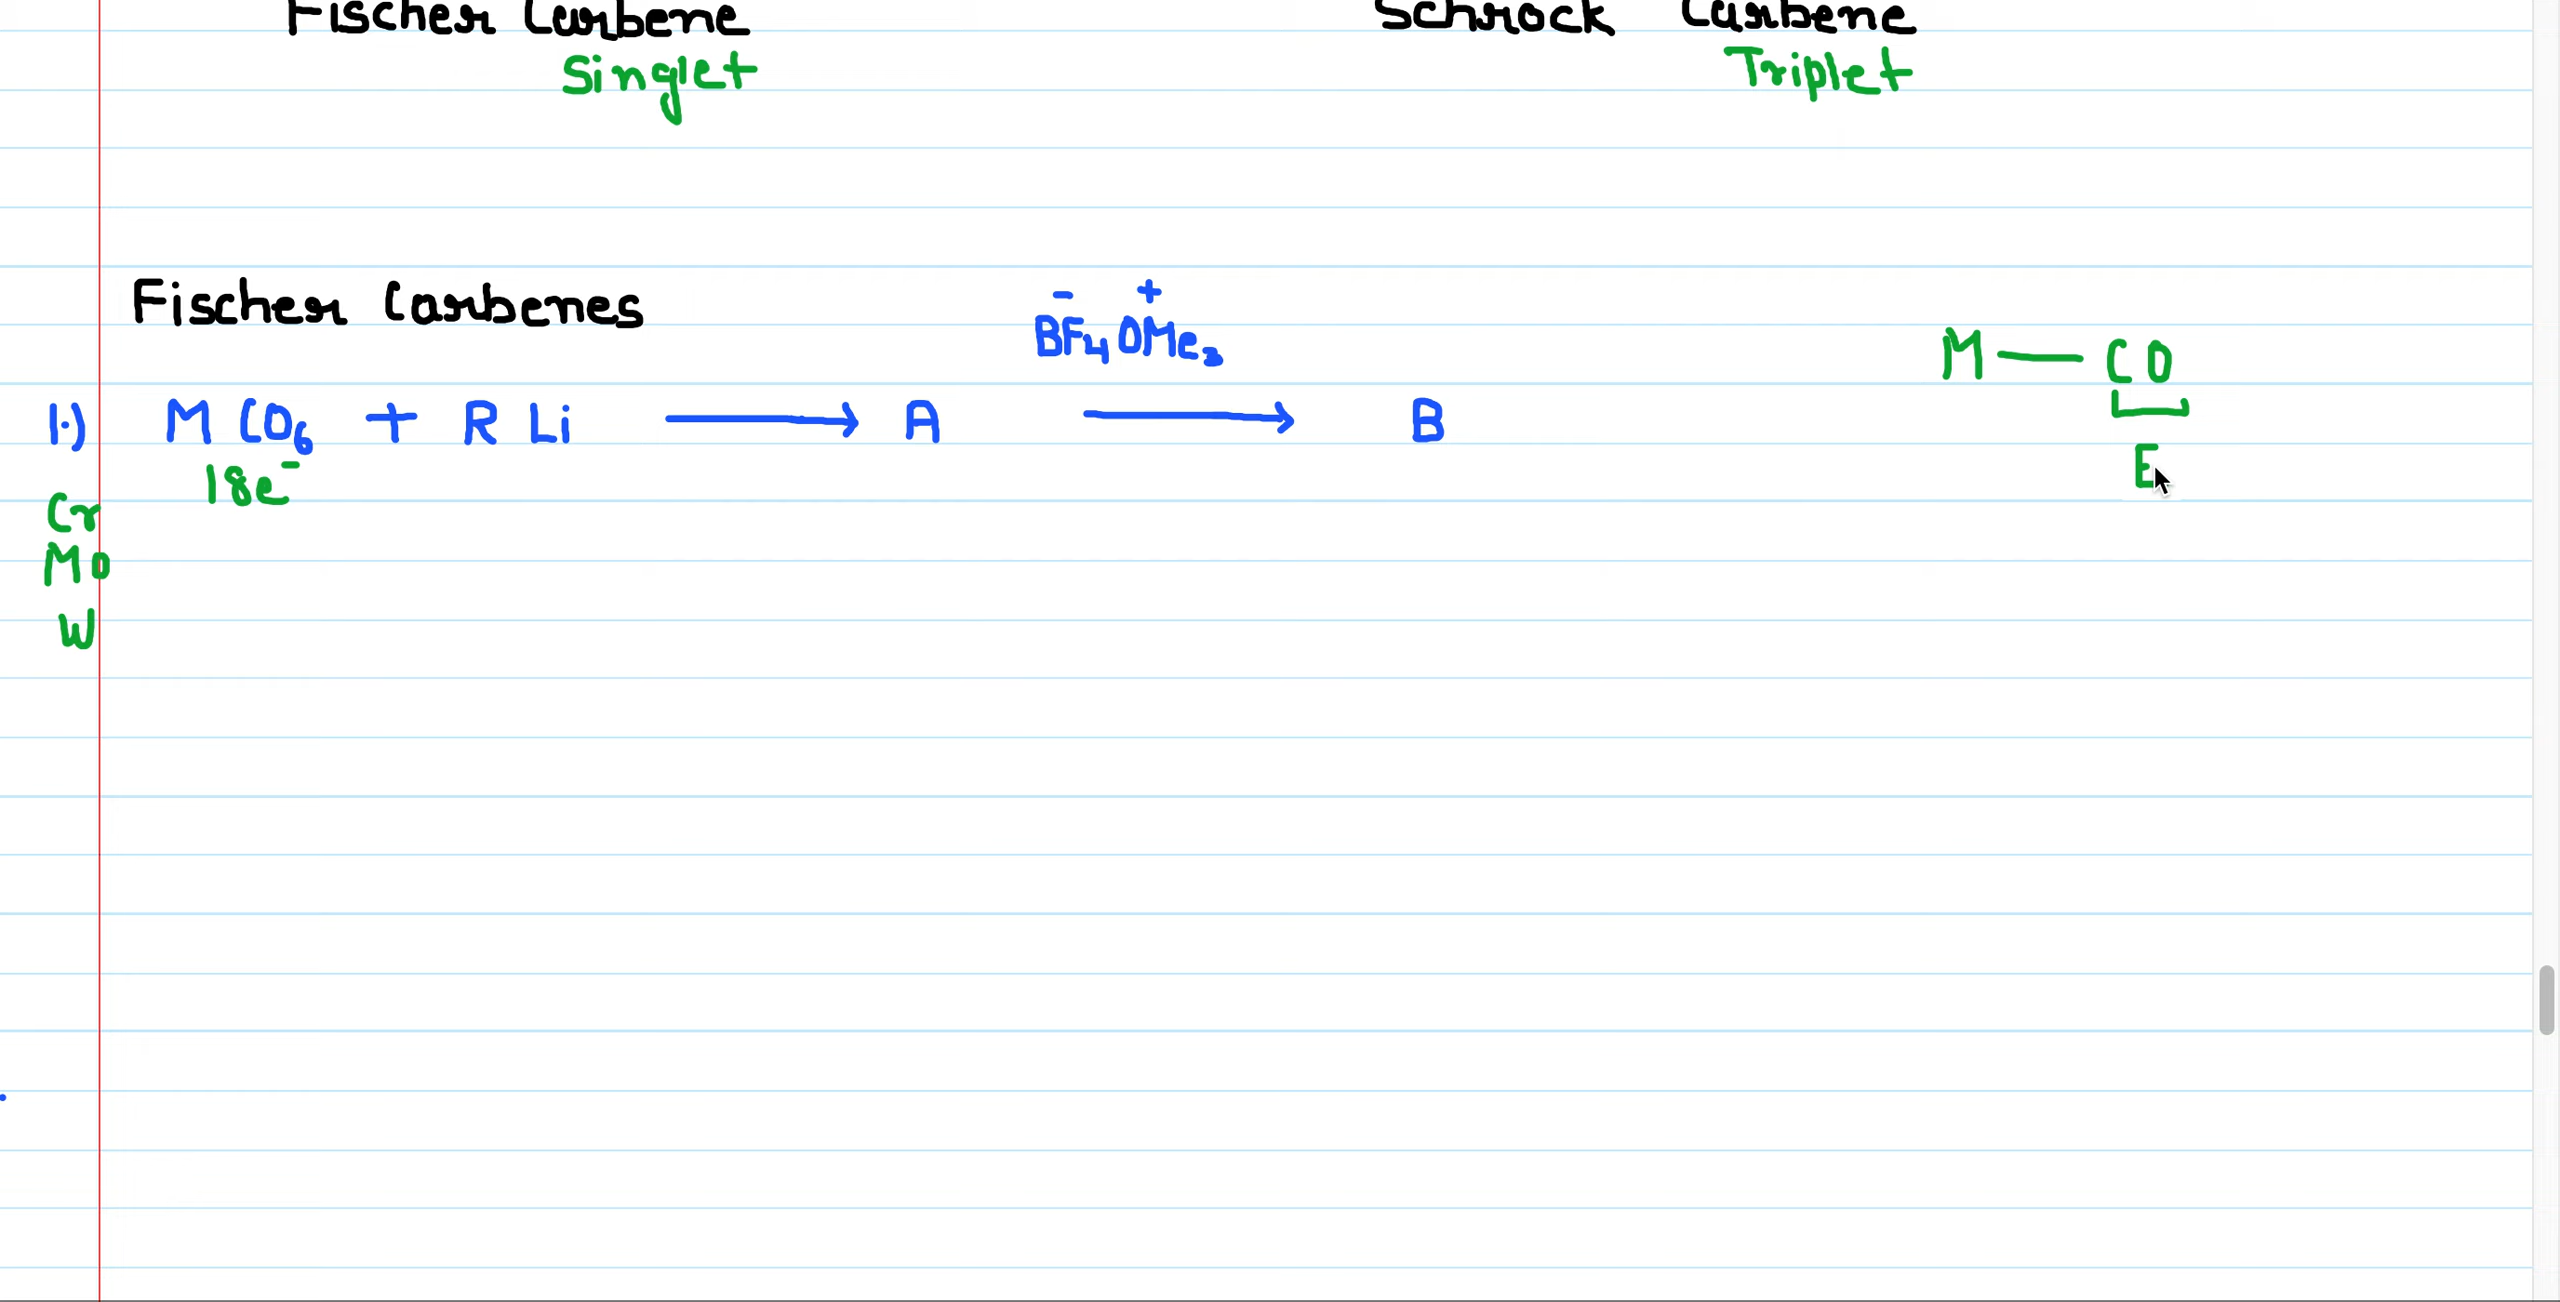 Fischer Carbene Schrock Carbene
Singlet Triplet
Fischer Carbenes
BF₄⁻ OMe₃⁺
M — CO
1.) M CO₆ + R Li ⟶ A ⟶ B
18e⁻
E
Cr
Mo
W